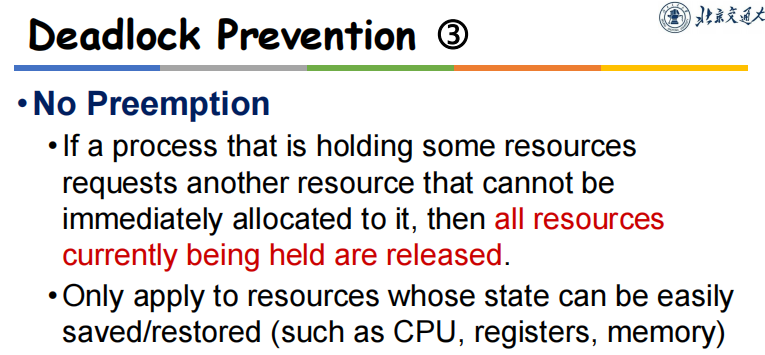 Deadlock Prevention ③
北京交通大
•No Preemption
•If a process that is holding some resources
requests another resource that cannot be
immediately allocated to it, then all resources
currently being held are released.
•Only apply to resources whose state can be easily
saved/restored (such as CPU, registers, memory)